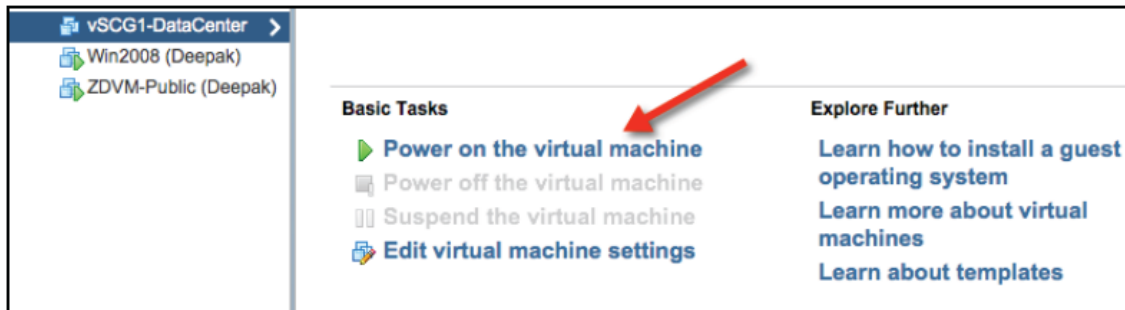 vSCG1-DataCenter
Win2008 (Deepak)
ZDVM-Public (Deepak)
Basic Tasks
Power on the virtual machine
Power off the virtual machine
Suspend the virtual machine
Edit virtual machine settings
Explore Further
Learn how to install a guest
operating system
Learn more about virtual
machines
Learn about templates